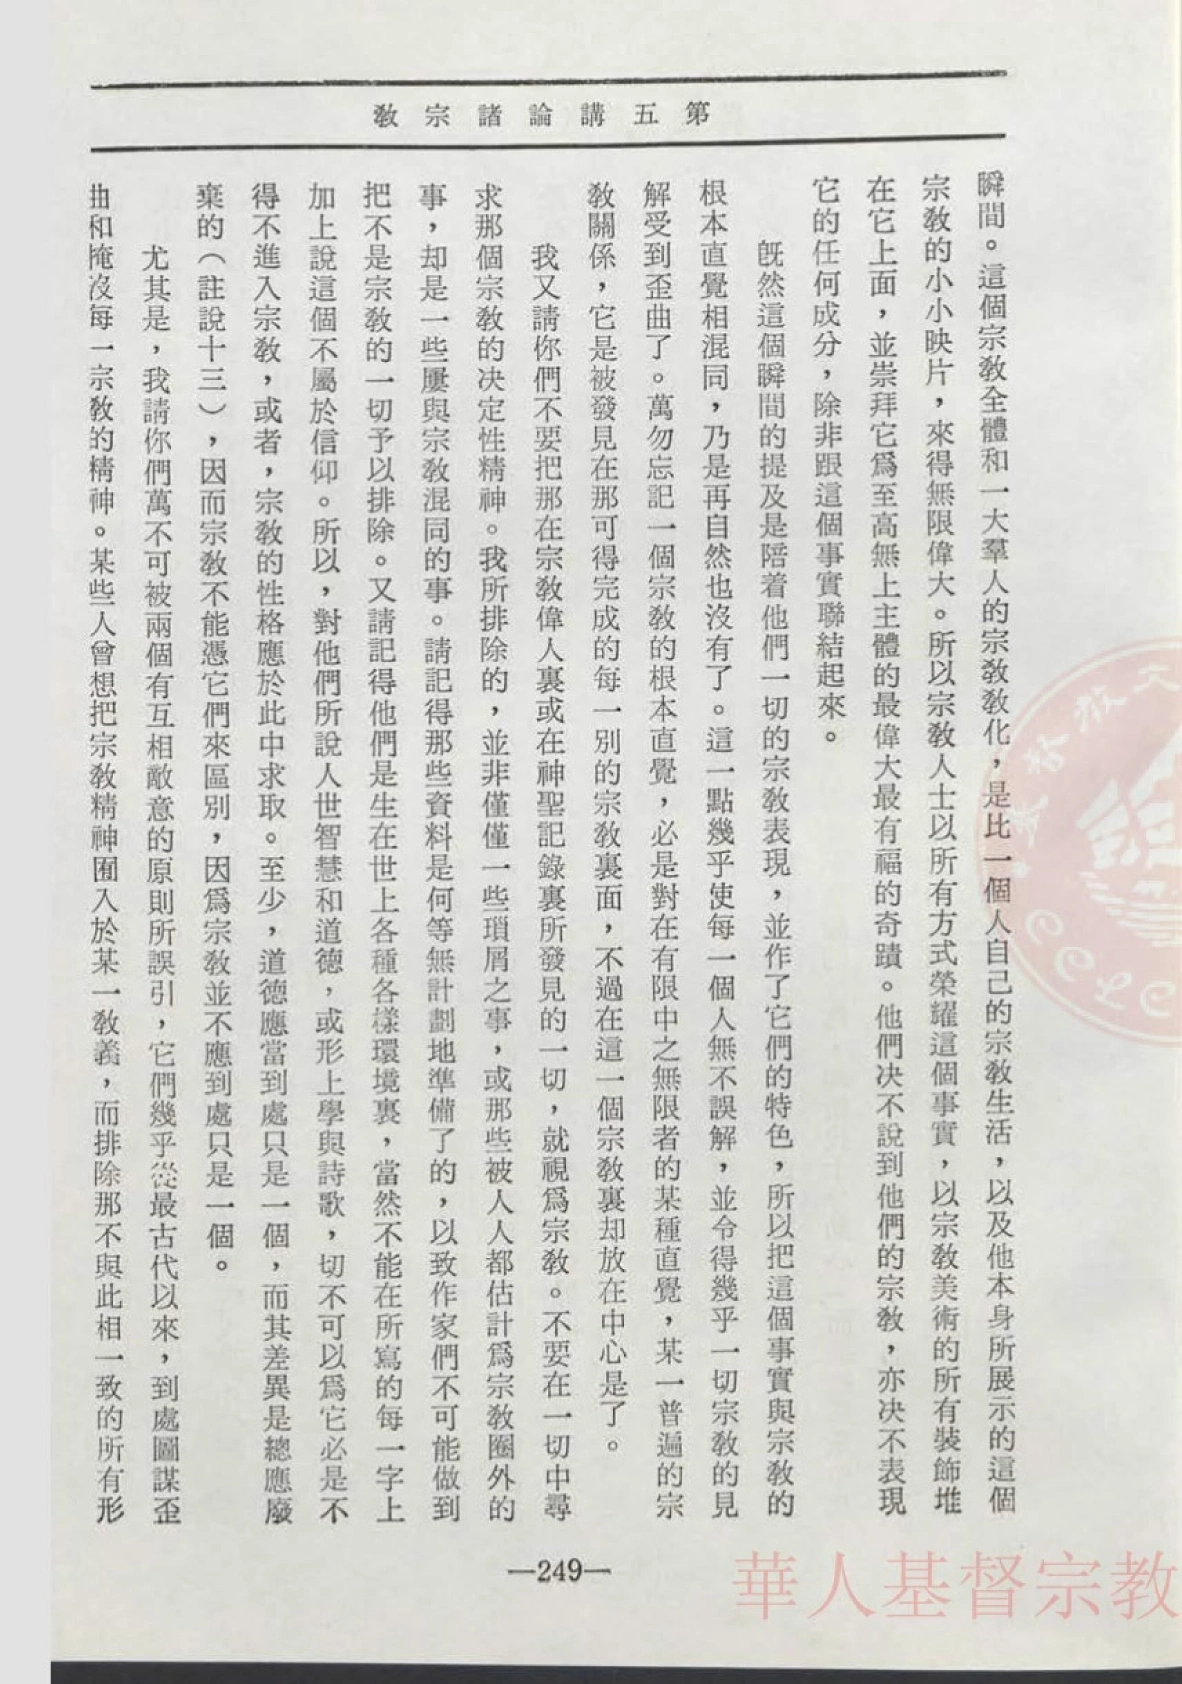 第五講論諸宗教
瞬間。這個宗教全體和一大羣人的宗教教化，是比一個人自己的宗教生活，以及他本身所展示的這個
宗教的小小映片，來得無限偉大。所以宗教人士以所有方式榮耀這個事實，以宗教美術的所有裝飾堆
在它上面，並崇拜它爲至高無上主體的最偉大最有福的奇蹟。他們决不說到他們的宗教，亦决不表現
它的任何成分，除非跟這個事實聯結起來。
既然這個瞬間的提及是陪着他們一切的宗教表現，並作了它們的特色，所以把這個事實與宗教的
根本直覺相混同，乃是再自然也沒有了。這一點幾乎使每一個人無不誤解，並令得幾乎一切宗教的見
解受到歪曲了。萬勿忘記一個宗教的根本直覺，必是對在有限中之無限者的某種直覺，某一普遍的宗
教關係，它是被發見在那可得完成的每一別的宗教裏面，不過在這一個宗教裏却放在中心是了。
我又請你們不要把那在宗教偉人裏或在神聖記錄裏所發見的一切，就視爲宗教。不要在一切中尋
求那個宗教的决定性精神。我所排除的，並非僅僅一些瑣屑之事，或那些被人人都估計爲宗教圈外的
事，却是一些屢與宗教混同的事。請記得那些資料是何等無計劃地準備了的，以致作家們不可能做到
把不是宗教的一切予以排除。又請記得他們是生在世上各種各樣環境裏，當然不能在所寫的每一字上
加上說這個不屬於信仰。所以，對他們所說人世智慧和道德，或形上學與詩歌，切不可以爲它必是不
得不進入宗教，或者，宗教的性格應於此中求取。至少，道德應當到處只是一個，而其差異是總應廢
棄的（註說十三），因而宗教不能憑它們來區別，因爲宗教並不應到處只是一個。
尤其是，我請你們萬不可被兩個有互相敵意的原則所誤引，它們幾乎從最古代以來，到處圖謀歪
曲和掩沒每一宗教的精神。某些人曾想把宗教精神囿入於某一教義，而排除那不與此相一致的所有形
—249—
華人基督宗教